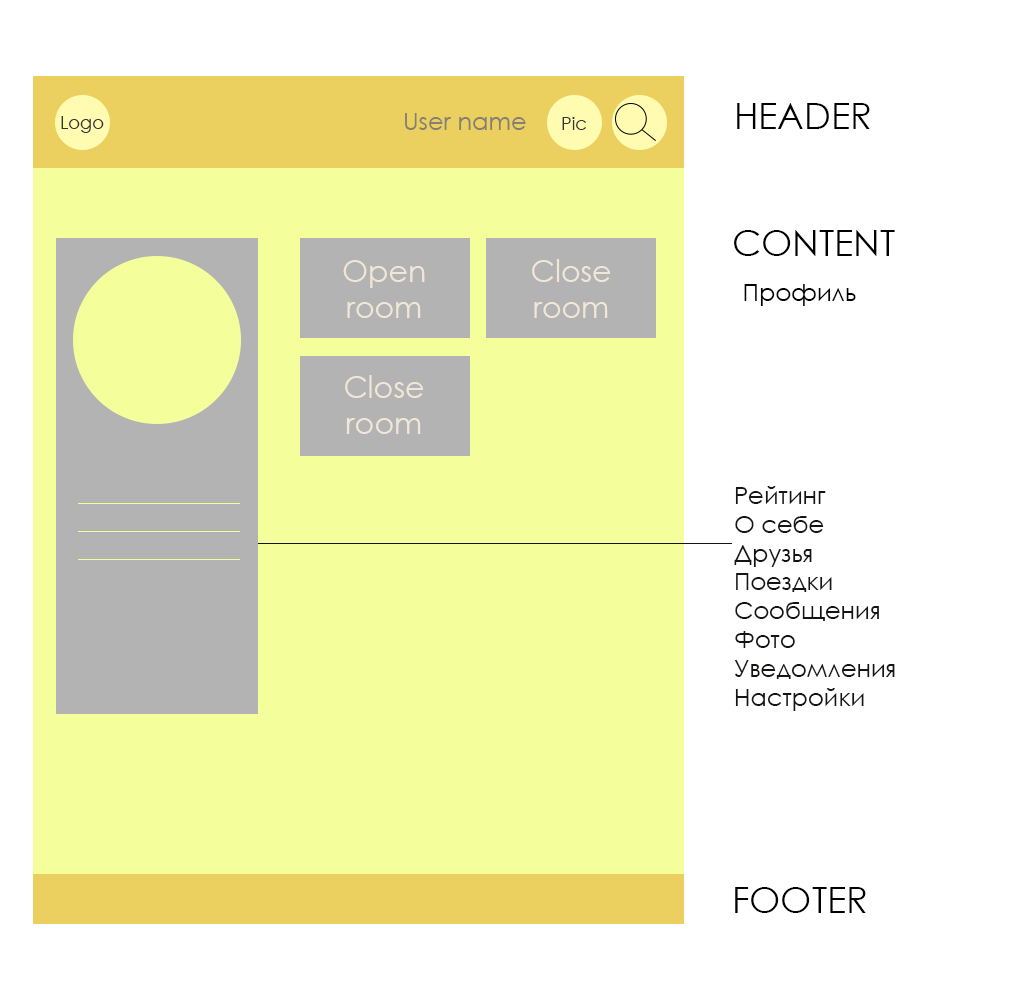 Logo
User name
Pic
HEADER
CONTENT
Профиль
Open
room
Close
room
Close
room
Рейтинг
О себе
Друзья
Поездки
Сообщения
Фото
Уведомления
Настройки
FOOTER